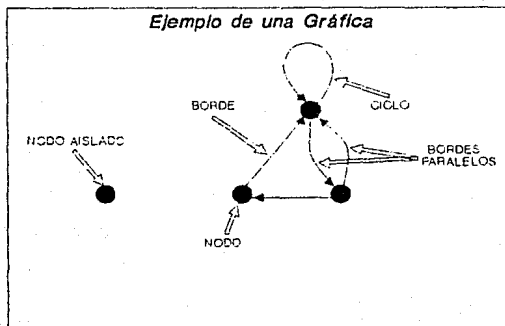 Ejemplo de una Gráfica
CICLO
BORDE
NODO AISLADO
BORDES
PARALELOS
NODO